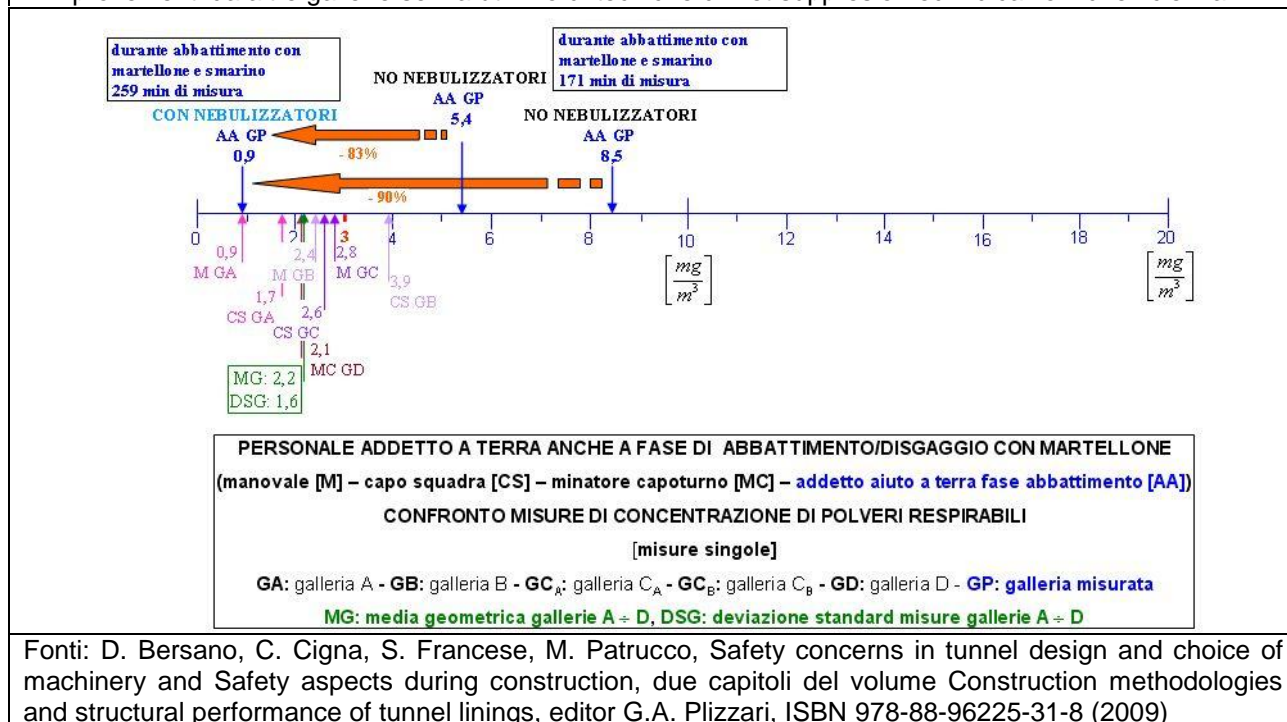 durante abbattimento con
martellone e smarino
259 min di misura
durante abbattimento con
martellone e smarino
171 min di misura
NO NEBULIZZATORI
AA GP
5,4
CON NEBULIZZATORI
AA GP
0,9
NO NEBULIZZATORI
AA GP
8,5
- 83%
- 90%
0 2 3 4 6 8 10 12 14 16 18 20
0,9
M GA
2,4
M GB
2,8
M GC
3,9
CS GB
1,7
CS GA
2,6
CS GC
2,1
MC GD
[mg/m³]
[mg/m³]
MG: 2,2
DSG: 1,6
PERSONALE ADDETTO A TERRA ANCHE A FASE DI ABBATTIMENTO/DISGAGGIO CON MARTELLONE
(manovale [M] – capo squadra [CS] – minatore capoturno [MC] – addetto aiuto a terra fase abbattimento [AA])
CONFRONTO MISURE DI CONCENTRAZIONE DI POLVERI RESPIRABILI
[misure singole]
GA: galleria A - GB: galleria B - GC_A: galleria C_A - GC_B: galleria C_B - GD: galleria D - GP: galleria misurata
MG: media geometrica gallerie A ÷ D, DSG: deviazione standard misure gallerie A ÷ D
Fonti: D. Bersano, C. Cigna, S. Francese, M. Patrucco, Safety concerns in tunnel design and choice of
machinery and Safety aspects during construction, due capitoli del volume Construction methodologies
and structural performance of tunnel linings, editor G.A. Plizzari, ISBN 978-88-96225-31-8 (2009)